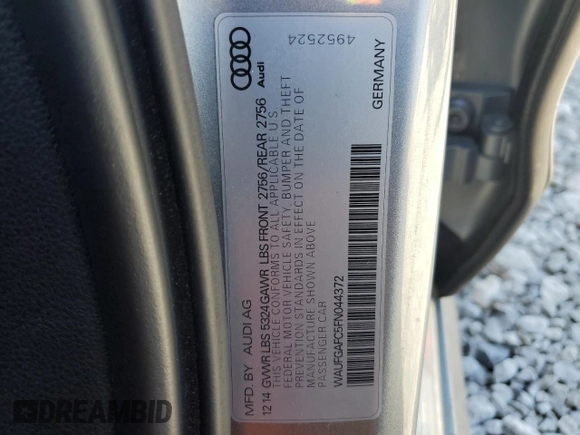 Audi
4952524
MFD. BY AUDI AG
12 14 GVWR LBS 5324 GAWR LBS FRONT 2756/REAR 2756
THIS VEHICLE CONFORMS TO ALL APPLICABLE U S
FEDERAL MOTOR VEHICLE SAFETY, BUMPER AND THEFT
PREVENTION STANDARDS IN EFFECT ON THE DATE OF
MANUFACTURE SHOWN ABOVE
PASSENGER CAR
WAUFGAFC5FN044372
GERMANY
DREAMBID